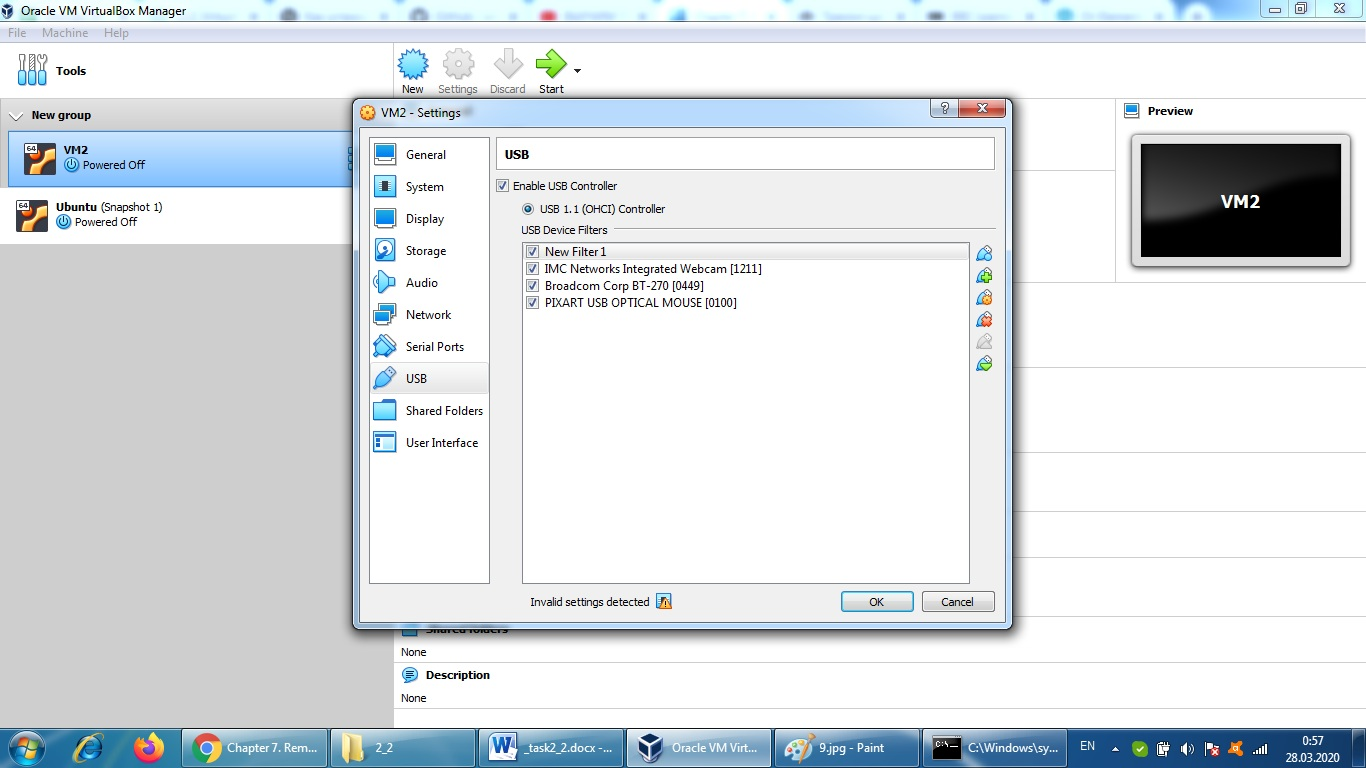 Oracle VM VirtualBox Manager
File Machine Help
Tools
New Settings Discard Start
New group
64 VM2
Powered Off
64 Ubuntu (Snapshot 1)
Powered Off
Preview
VM2
VM2 - Settings
General
System
Display
Storage
Audio
Network
Serial Ports
USB
Shared Folders
User Interface
USB
Enable USB Controller
USB 1.1 (OHCI) Controller
USB Device Filters
New Filter 1
IMC Networks Integrated Webcam [1211]
Broadcom Corp BT-270 [0449]
PIXART USB OPTICAL MOUSE [0100]
Invalid settings detected
OK Cancel
Shared folders
None
Description
None
Chapter 7. Rem... 2_2 _task2_2.docx -... Oracle VM Virt... 9.jpg - Paint C:\Windows\sy... EN 0:57
28.03.2020